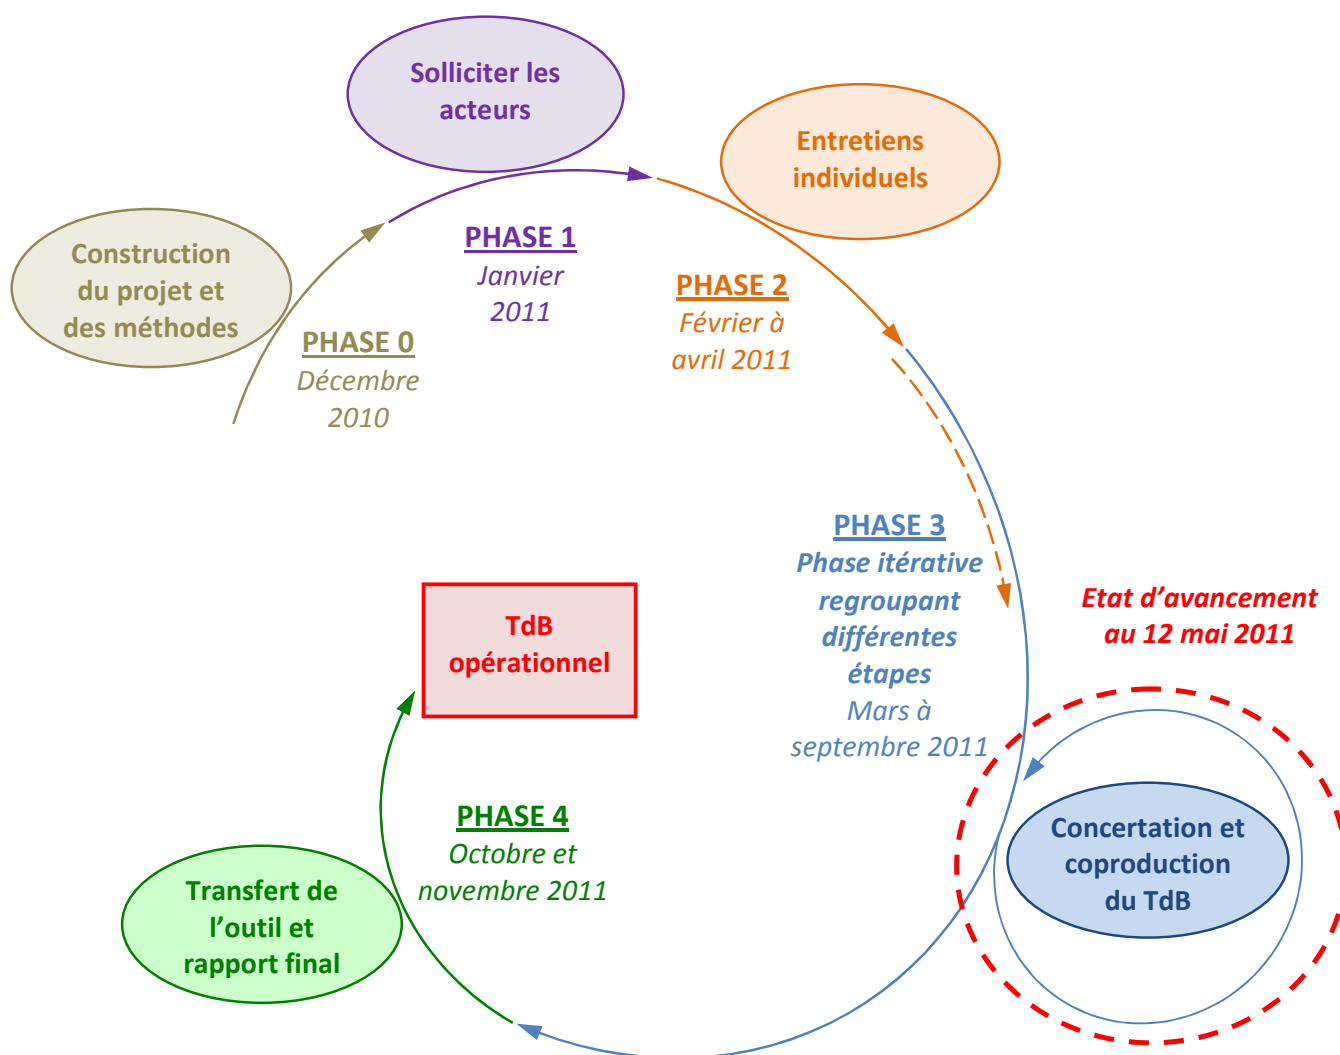 Solliciter les
acteurs
Entretiens
individuels
Construction
du projet et
des méthodes
PHASE 0
Décembre
2010
PHASE 1
Janvier
2011
PHASE 2
Février à
avril 2011
PHASE 3
Phase itérative
regroupant
différentes
étapes
Mars à
septembre 2011
Etat d’avancement
au 12 mai 2011
Concertation et
coproduction
du TdB
TdB
opérationnel
PHASE 4
Octobre et
novembre 2011
Transfert de
l’outil et
rapport final